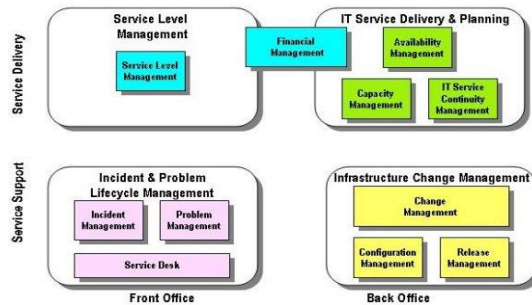 Service Delivery
Service Level
Management
Service Level
Management
Financial
Management
IT Service Delivery & Planning
Availability
Management
Capacity
Management
IT Service
Continuity
Management
Service Support
Incident & Problem
Lifecycle Management
Incident
Management
Problem
Management
Service Desk
Infrastructure Change Management
Change
Management
Configuration
Management
Release
Management
Front Office
Back Office